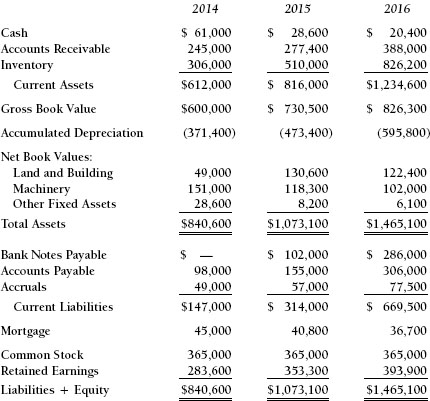 2014 2015 2016
Cash $ 61,000 $ 28,600 $ 20,400
Accounts Receivable 245,000 277,400 388,000
Inventory 306,000 510,000 826,200
Current Assets $612,000 $ 816,000 $1,234,600
Gross Book Value $600,000 $ 730,500 $ 826,300
Accumulated Depreciation (371,400) (473,400) (595,800)
Net Book Values:
Land and Building 49,000 130,600 122,400
Machinery 151,000 118,300 102,000
Other Fixed Assets 28,600 8,200 6,100
Total Assets $840,600 $1,073,100 $1,465,100
Bank Notes Payable $ — $ 102,000 $ 286,000
Accounts Payable 98,000 155,000 306,000
Accruals 49,000 57,000 77,500
Current Liabilities $147,000 $ 314,000 $ 669,500
Mortgage 45,000 40,800 36,700
Common Stock 365,000 365,000 365,000
Retained Earnings 283,600 353,300 393,900
Liabilities + Equity $840,600 $1,073,100 $1,465,100